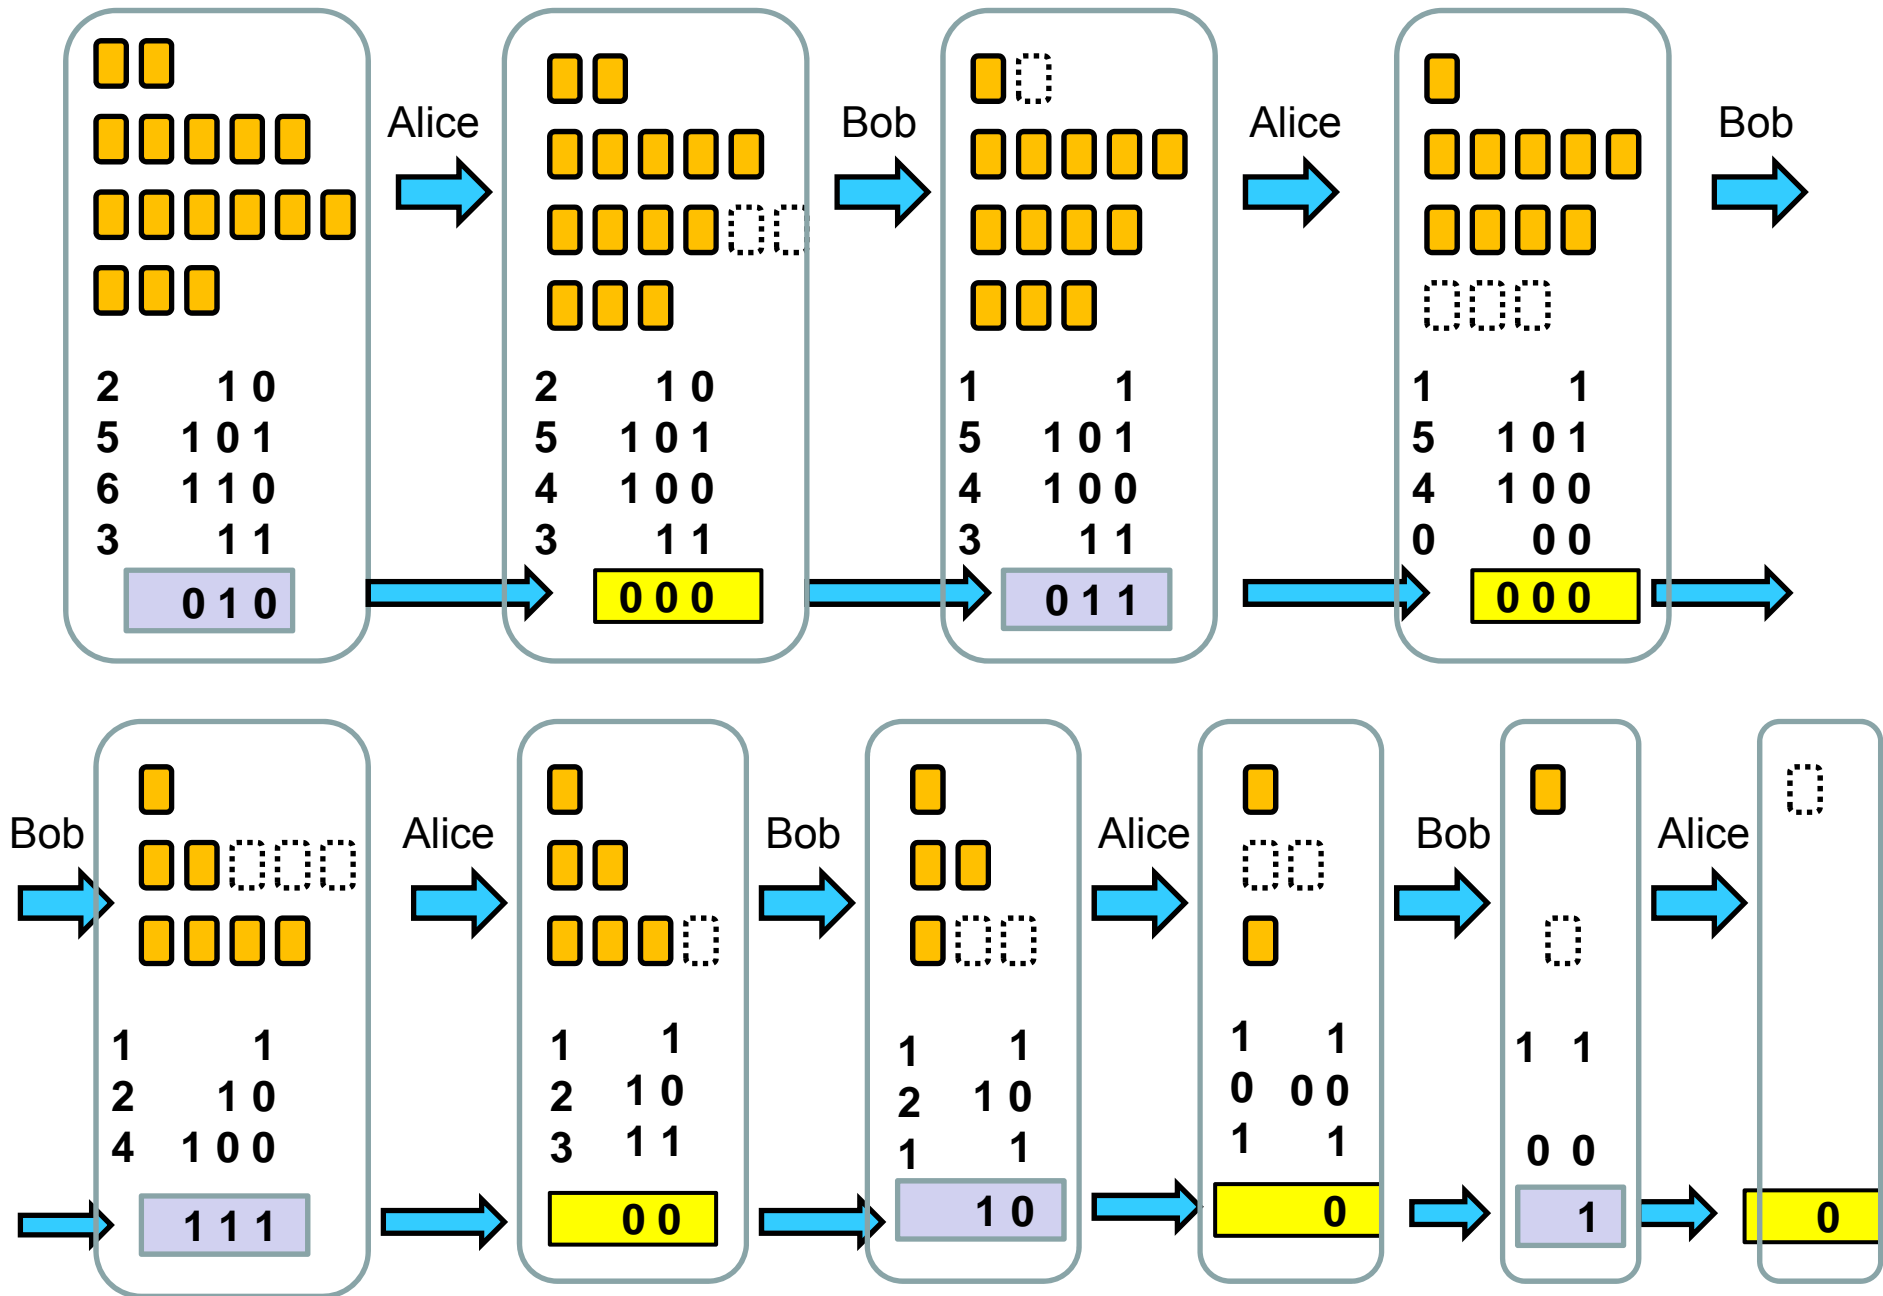 Alice Bob Alice Bob
2 1 0 2 1 0 1 1 1 1
5 1 0 1 5 1 0 1 5 1 0 1 5 1 0 1
6 1 1 0 4 1 0 0 4 1 0 0 4 1 0 0
3 1 1 3 1 1 3 1 1 0 0 0
0 1 0 0 0 0 0 1 1 0 0 0
Bob Alice Bob Alice Bob Alice
1 1 1 1 1 1 1 1 1 1
2 1 0 2 1 0 2 1 0 0 0 0
4 1 0 0 3 1 1 1 1 1 1 0 0
1 1 1 0 0 1 0 0 1 0